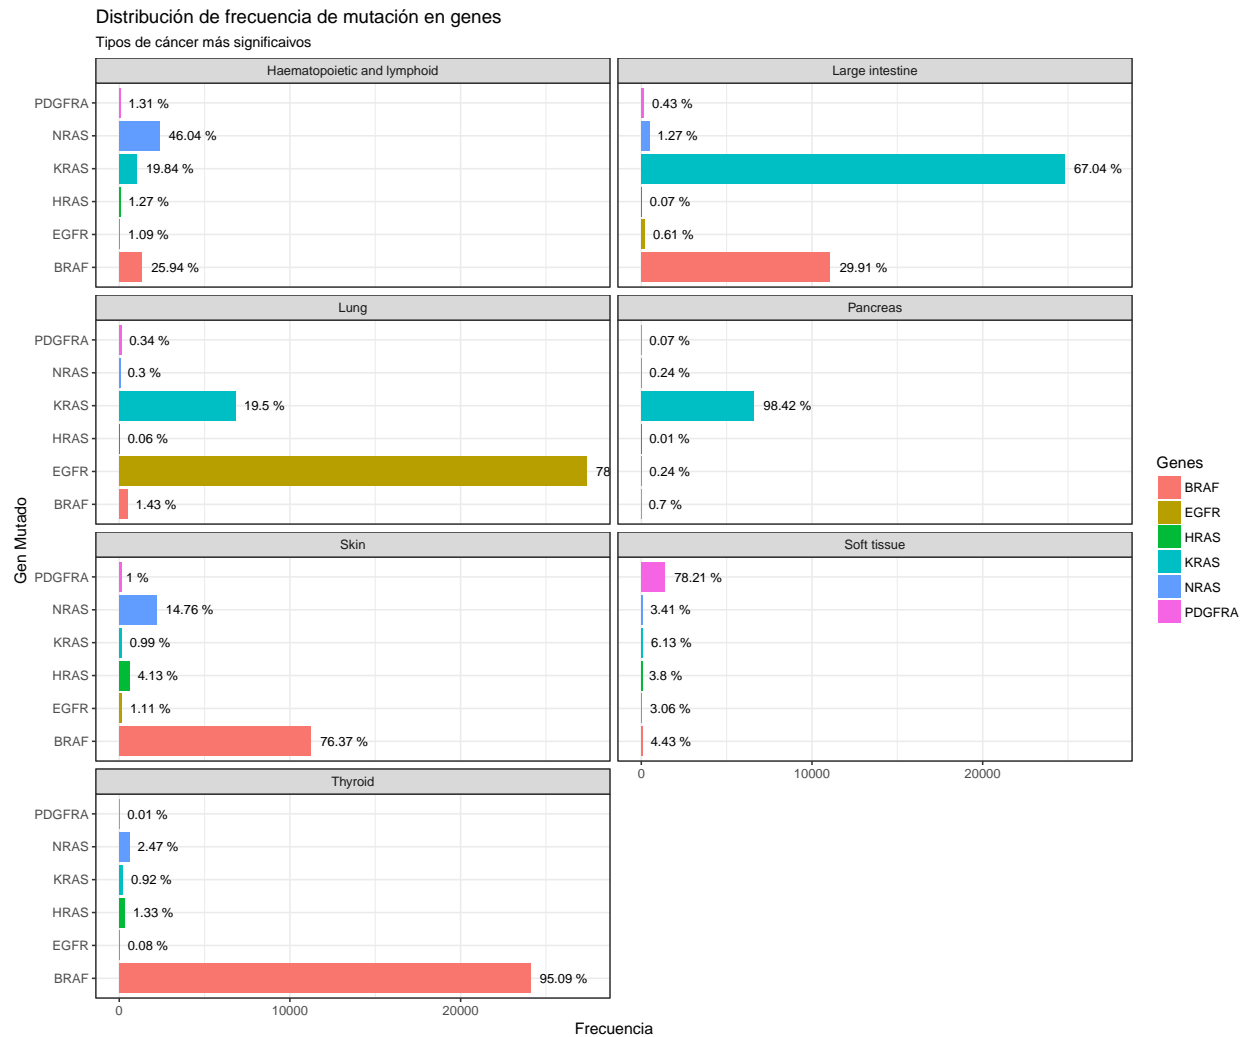 Distribución de frecuencia de mutación en genes
Tipos de cáncer más significaivos
Haematopoietic and lymphoid
PDGFRA 1.31 %
NRAS 46.04 %
KRAS 19.84 %
HRAS 1.27 %
EGFR 1.09 %
BRAF 25.94 %
Large intestine
0.43 %
1.27 %
67.04 %
0.07 %
0.61 %
29.91 %
Lung
PDGFRA 0.34 %
NRAS 0.3 %
KRAS 19.5 %
HRAS 0.06 %
EGFR 78
BRAF 1.43 %
Pancreas
0.07 %
0.24 %
98.42 %
0.01 %
0.24 %
0.7 %
Skin
PDGFRA 1 %
NRAS 14.76 %
KRAS 0.99 %
HRAS 4.13 %
EGFR 1.11 %
BRAF 76.37 %
Soft tissue
78.21 %
3.41 %
6.13 %
3.8 %
3.06 %
4.43 %
0 10000 20000
Thyroid
PDGFRA 0.01 %
NRAS 2.47 %
KRAS 0.92 %
HRAS 1.33 %
EGFR 0.08 %
BRAF 95.09 %
0 10000 20000
Frecuencia
Gen Mutado
Genes
BRAF
EGFR
HRAS
KRAS
NRAS
PDGFRA